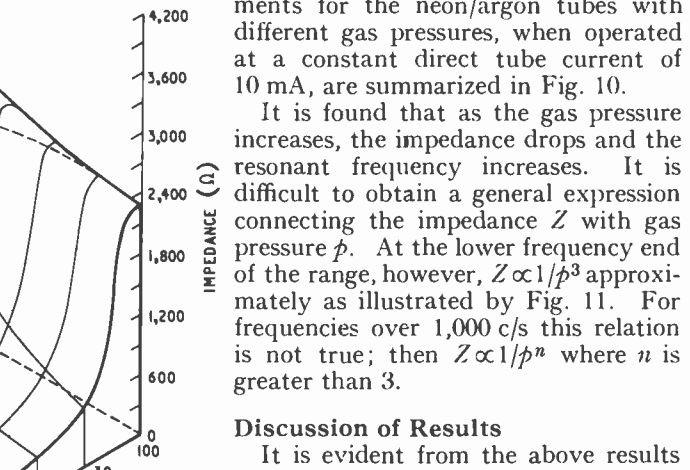 4,200
3,600
3,000
2,400
1,800
1,200
600
0
100
IMPEDANCE (Ω)
ments for the neon/argon tubes with
different gas pressures, when operated
at a constant direct tube current of
10 mA, are summarized in Fig. 10.
It is found that as the gas pressure
increases, the impedance drops and the
resonant frequency increases. It is
difficult to obtain a general expression
connecting the impedance Z with gas
pressure p. At the lower frequency end
of the range, however, Z∝1/p³ approxi-
mately as illustrated by Fig. 11. For
frequencies over 1,000 c/s this relation
is not true; then Z∝1/pⁿ where n is
greater than 3.
Discussion of Results
It is evident from the above results